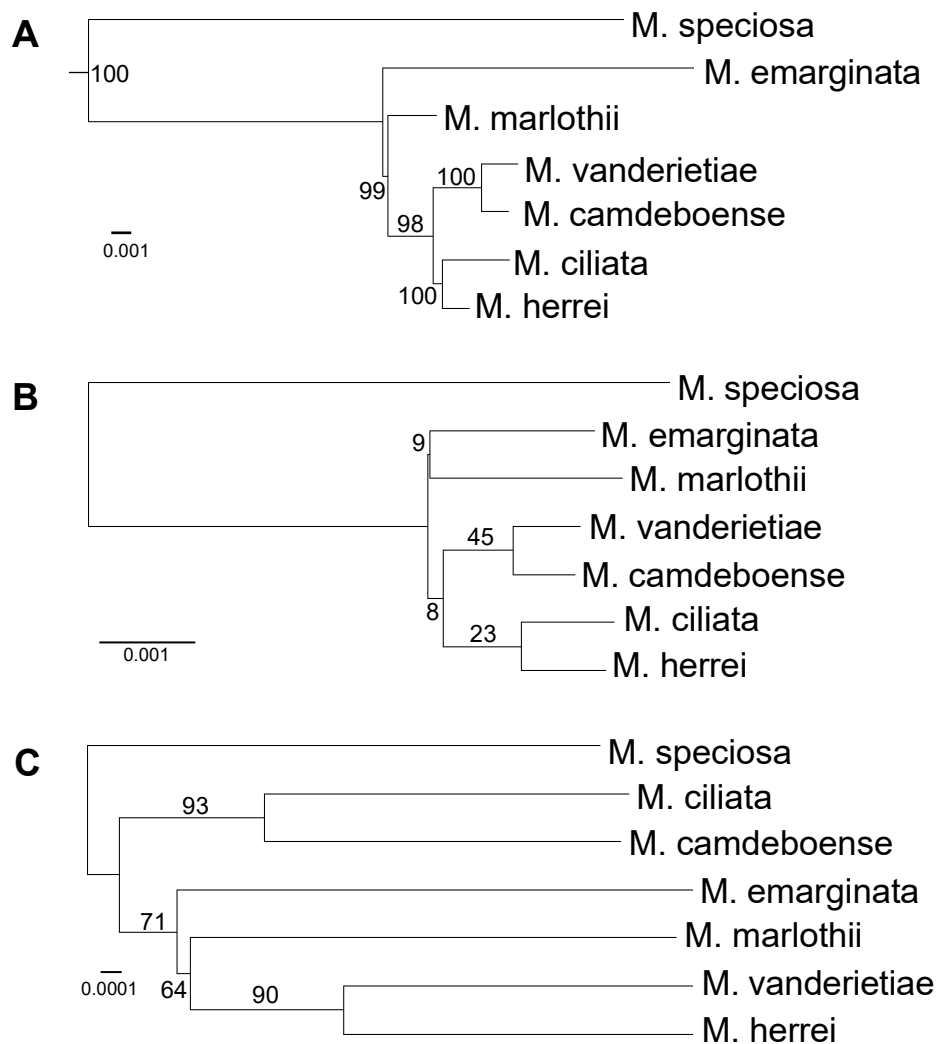 A
M. speciosa
100
M. emarginata
M. marlothii
99
100
M. vanderietiae
98
M. camdeboense
0.001
M. ciliata
100
M. herrei
B
M. speciosa
9
M. emarginata
M. marlothii
45
M. vanderietiae
M. camdeboense
8
M. ciliata
23
0.001
M. herrei
C
M. speciosa
93
M. ciliata
M. camdeboense
71
M. emarginata
M. marlothii
0.0001
64
90
M. vanderietiae
M. herrei